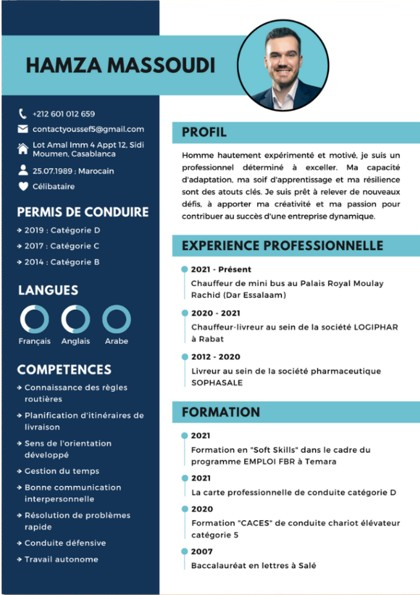 HAMZA MASSOUDI
+212 601 012 659
contactyoussef5@gmail.com
Lot Amal Imm 4 Appt 12, Sidi
Moumen, Casablanca
25.07.1989 : Marocain
Célibataire
PERMIS DE CONDUIRE
2019 : Catégorie D
2017 : Catégorie C
2014 : Catégorie B
LANGUES
Français Anglais Arabe
COMPETENCES
Connaissance des règles
routières
Planification d'itinéraires de
livraison
Sens de l'orientation
développé
Gestion du temps
Bonne communication
interpersonnelle
Résolution de problèmes
rapide
Conduite défensive
Travail autonome
PROFIL
Homme hautement expérimenté et motivé, je suis un
professionnel déterminé à exceller. Ma capacité
d'adaptation, ma soif d'apprentissage et ma résilience
sont des atouts clés. Je suis prêt à relever de nouveaux
défis, à apporter ma créativité et ma passion pour
contribuer au succès d'une entreprise dynamique.
EXPERIENCE PROFESSIONNELLE
2021 - Présent
Chauffeur de mini bus au Palais Royal Moulay
Rachid (Dar Essalaam)
2020 - 2021
Chauffeur-livreur au sein de la société LOGIPHAR
à Rabat
2012 - 2020
Livreur au sein de la société pharmaceutique
SOPHASALE
FORMATION
2021
Formation en "Soft Skills" dans le cadre du
programme EMPLOI FBR à Temara
2021
La carte professionnelle de conduite catégorie D
2020
Formation "CACES" de conduite chariot élévateur
catégorie 5
2007
Baccalauréat en lettres à Salé